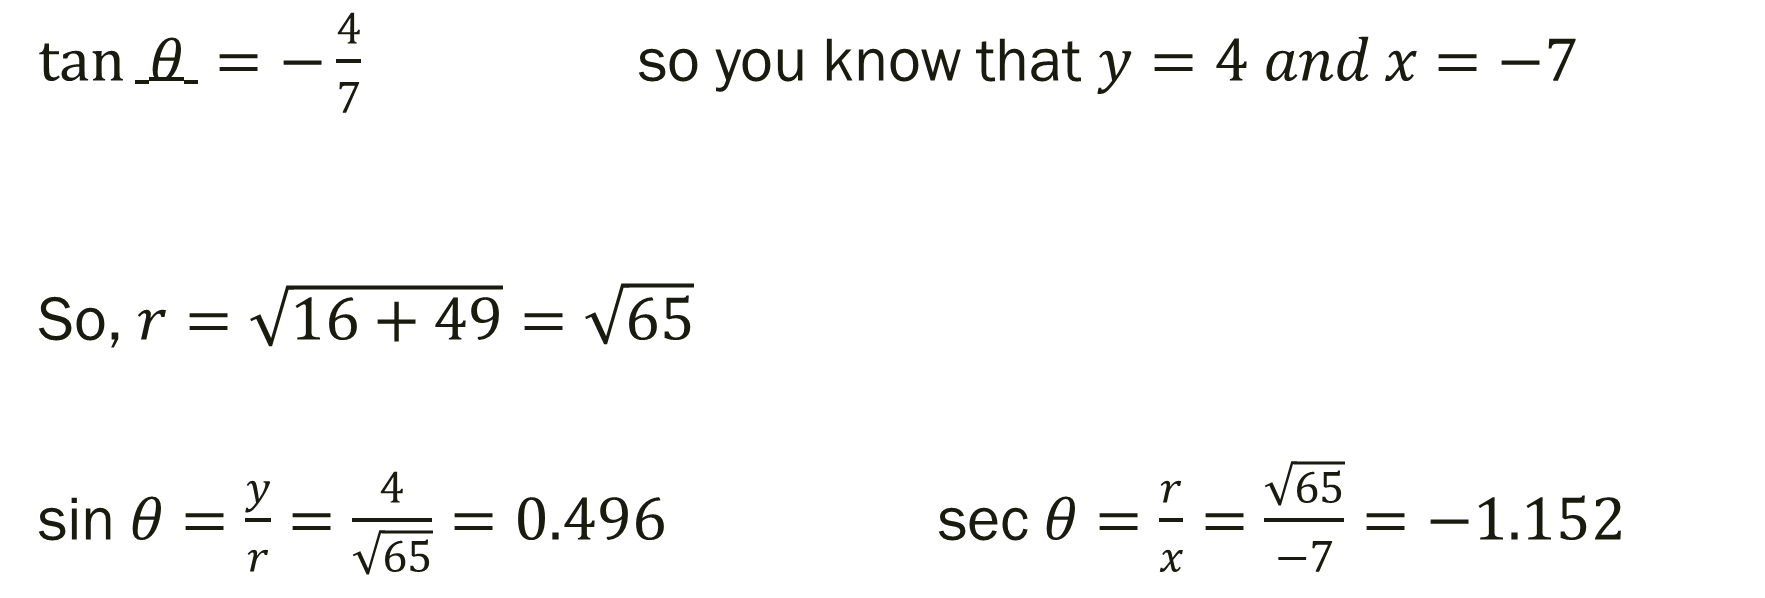 tan θ = −4/7 so you know that y = 4 and x = −7
So, r = √(16 + 49) = √65
sin θ = y/r = 4/√65 = 0.496 sec θ = r/x = √65/−7 = −1.152